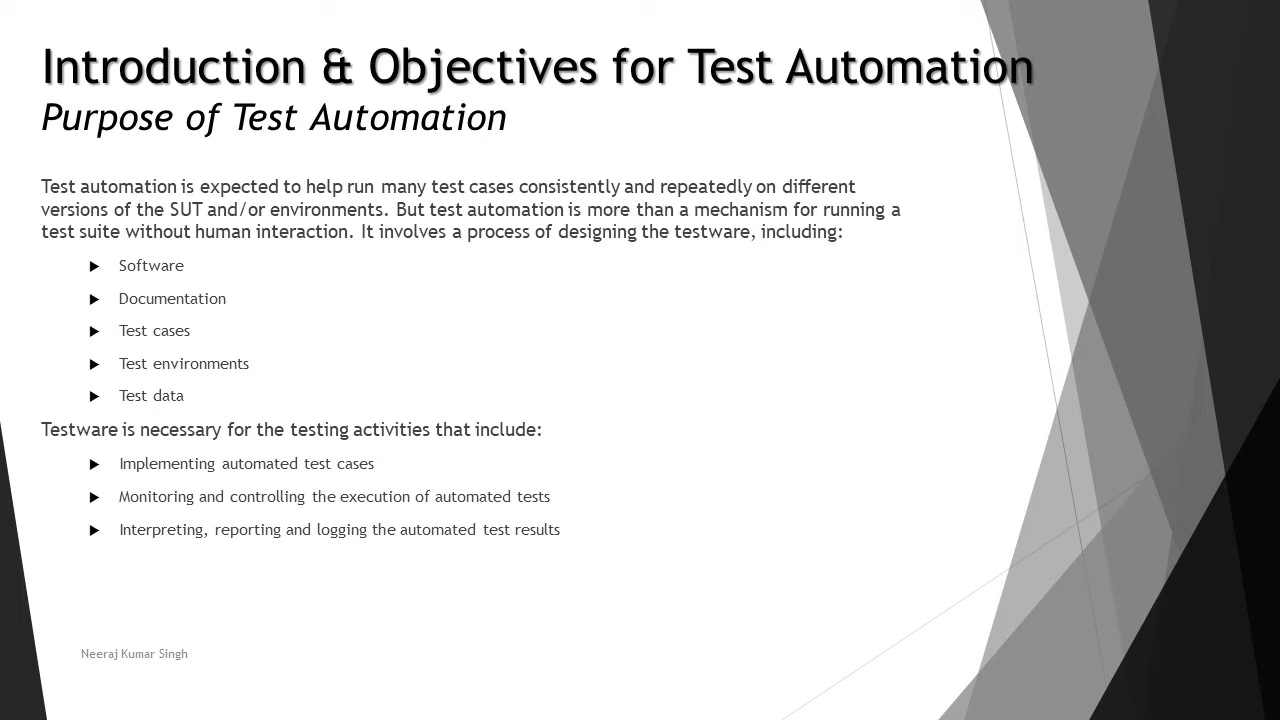 Introduction & Objectives for Test Automation
Purpose of Test Automation
Test automation is expected to help run many test cases consistently and repeatedly on different
versions of the SUT and/or environments. But test automation is more than a mechanism for running a
test suite without human interaction. It involves a process of designing the testware, including:
Software
Documentation
Test cases
Test environments
Test data
Testware is necessary for the testing activities that include:
Implementing automated test cases
Monitoring and controlling the execution of automated tests
Interpreting, reporting and logging the automated test results
Neeraj Kumar Singh